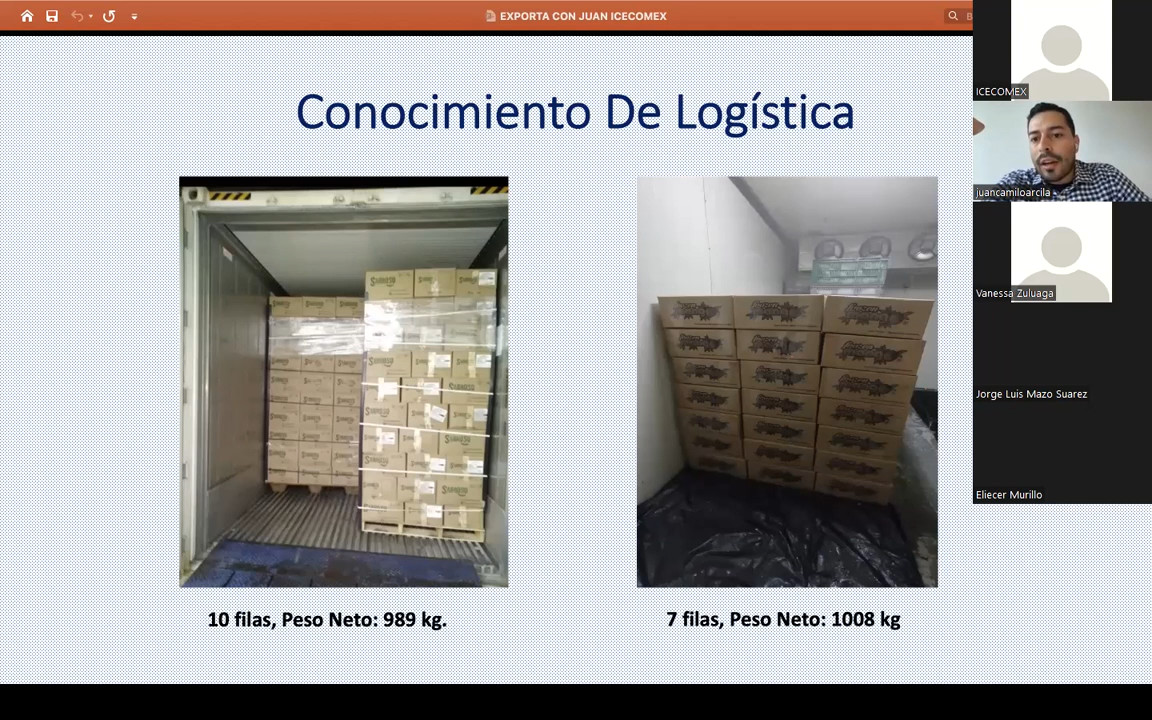 EXPORTA CON JUAN ICECOMEX
B
ICECOMEX
Conocimiento De Logística
juancamiloarcila
Vanessa Zuluaga
Jorge Luis Mazo Suarez
Eliecer Murillo
10 filas, Peso Neto: 989 kg.
7 filas, Peso Neto: 1008 kg